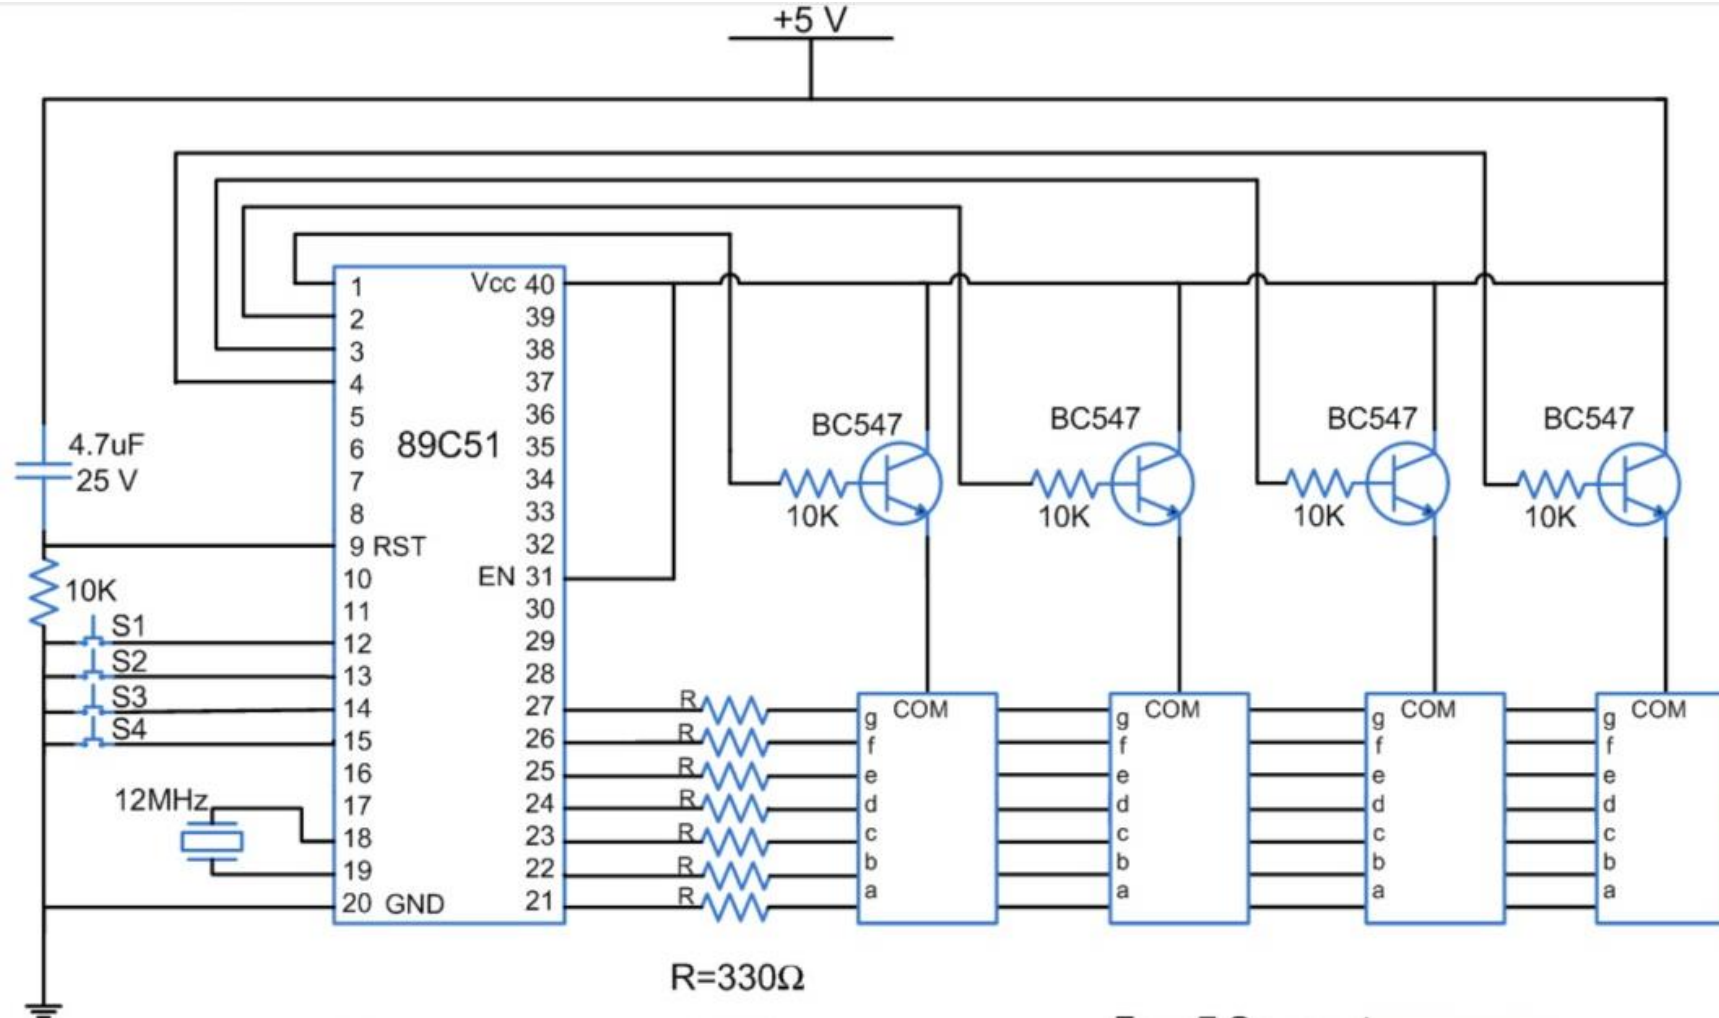 +5 V
1
2
3
4
5
6
7
8
9 RST
10
11
12
13
14
15
16
17
18
19
20 GND
Vcc 40
39
38
37
36
35
34
33
32
EN 31
30
29
28
27
26
25
24
23
22
21
89C51
4.7uF
25 V
10K
S1
S2
S3
S4
12MHz
BC547
10K
BC547
10K
BC547
10K
BC547
10K
R
R
R
R
R
R
R
COM
g
f
e
d
c
b
a
COM
g
f
e
d
c
b
a
COM
g
f
e
d
c
b
a
COM
g
f
e
d
c
b
a
R=330Ω